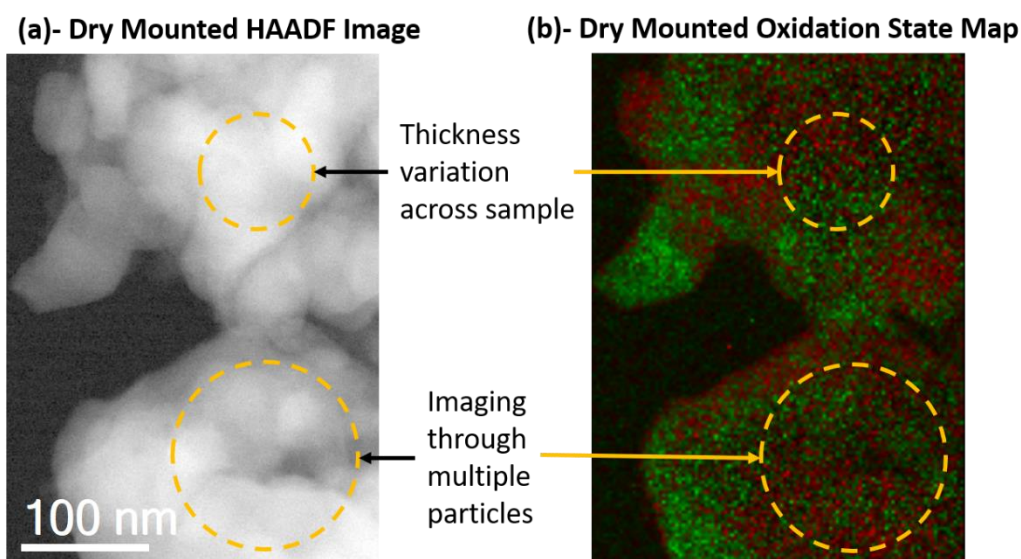 (a)- Dry Mounted HAADF Image
(b)- Dry Mounted Oxidation State Map
Thickness
variation
across sample
Imaging
through
multiple
particles
100 nm